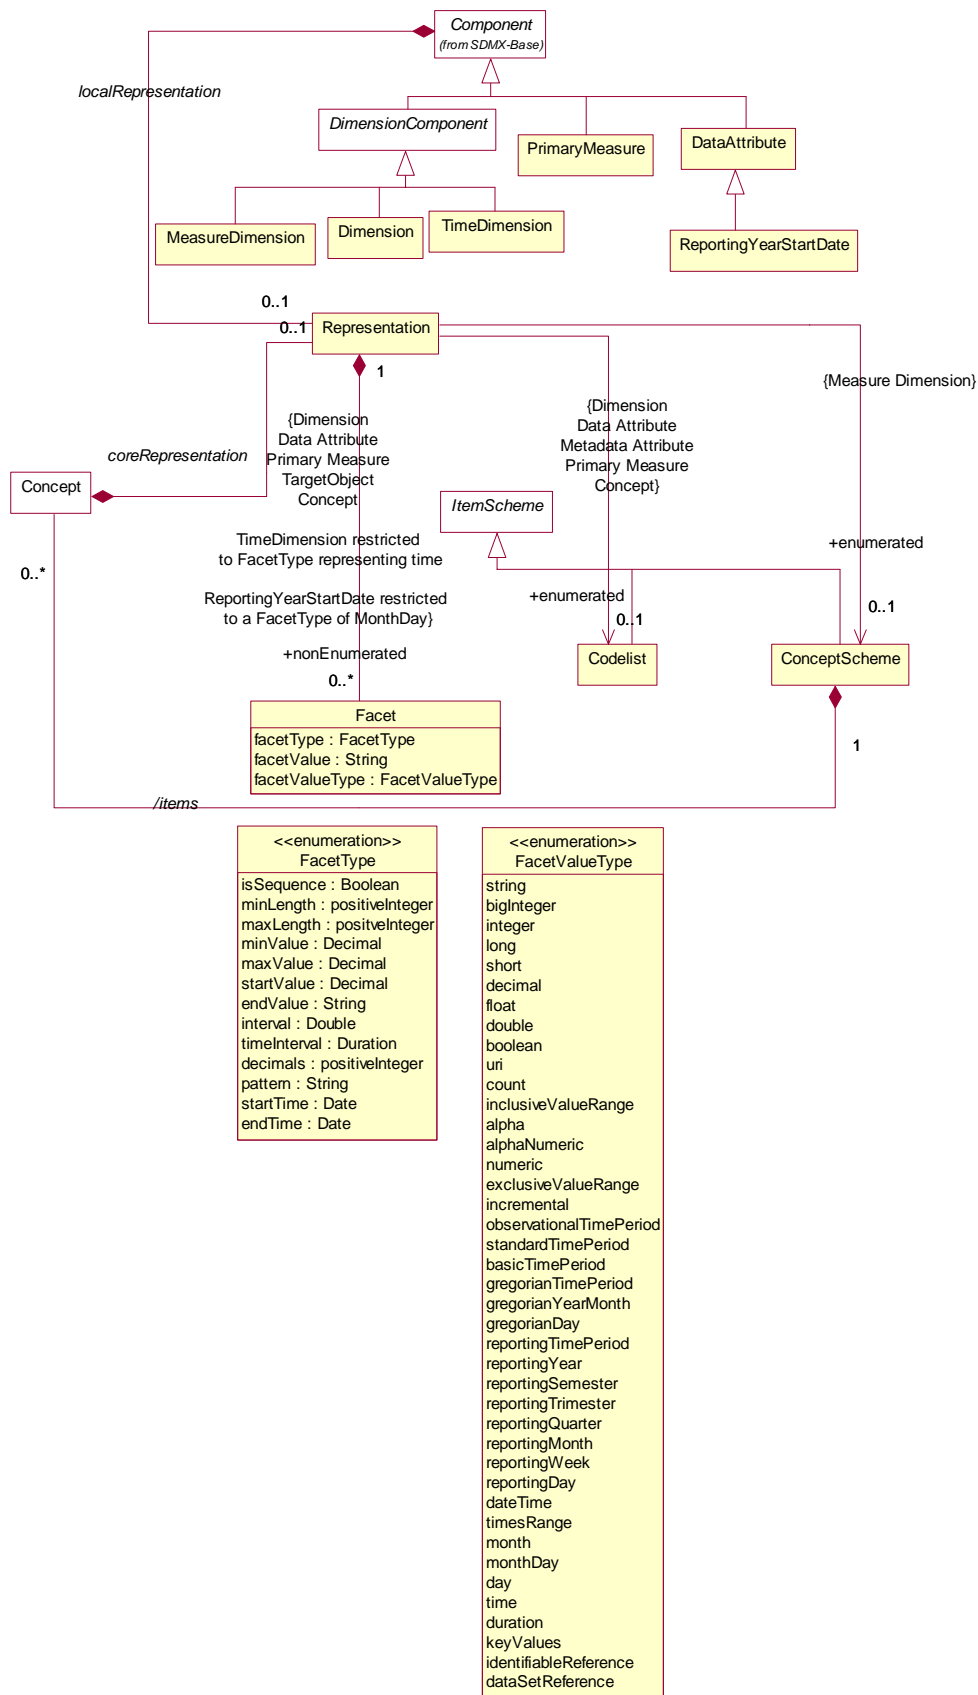 Component
(from SDMX-Base)
localRepresentation
DimensionComponent
PrimaryMeasure
DataAttribute
MeasureDimension
Dimension
TimeDimension
ReportingYearStartDate
0..1
0..1
Representation
1
{Measure Dimension}
{Dimension
Data Attribute
Primary Measure
TargetObject
Concept
TimeDimension restricted
to FacetType representing time
ReportingYearStartDate restricted
to a FacetType of MonthDay}
{Dimension
Data Attribute
Metadata Attribute
Primary Measure
Concept}
coreRepresentation
Concept
ItemScheme
0..*
+enumerated
+enumerated
0..1
0..1
+nonEnumerated
0..*
Codelist
ConceptScheme
1
Facet
facetType : FacetType
facetValue : String
facetValueType : FacetValueType
/items
<<enumeration>>
FacetType
isSequence : Boolean
minLength : positiveInteger
maxLength : positveInteger
minValue : Decimal
maxValue : Decimal
startValue : Decimal
endValue : String
interval : Double
timeInterval : Duration
decimals : positiveInteger
pattern : String
startTime : Date
endTime : Date
<<enumeration>>
FacetValueType
string
bigInteger
integer
long
short
decimal
float
double
boolean
uri
count
inclusiveValueRange
alpha
alphaNumeric
numeric
exclusiveValueRange
incremental
observationalTimePeriod
standardTimePeriod
basicTimePeriod
gregorianTimePeriod
gregorianYearMonth
gregorianDay
reportingTimePeriod
reportingYear
reportingSemester
reportingTrimester
reportingQuarter
reportingMonth
reportingWeek
reportingDay
dateTime
timesRange
month
monthDay
day
time
duration
keyValues
identifiableReference
dataSetReference